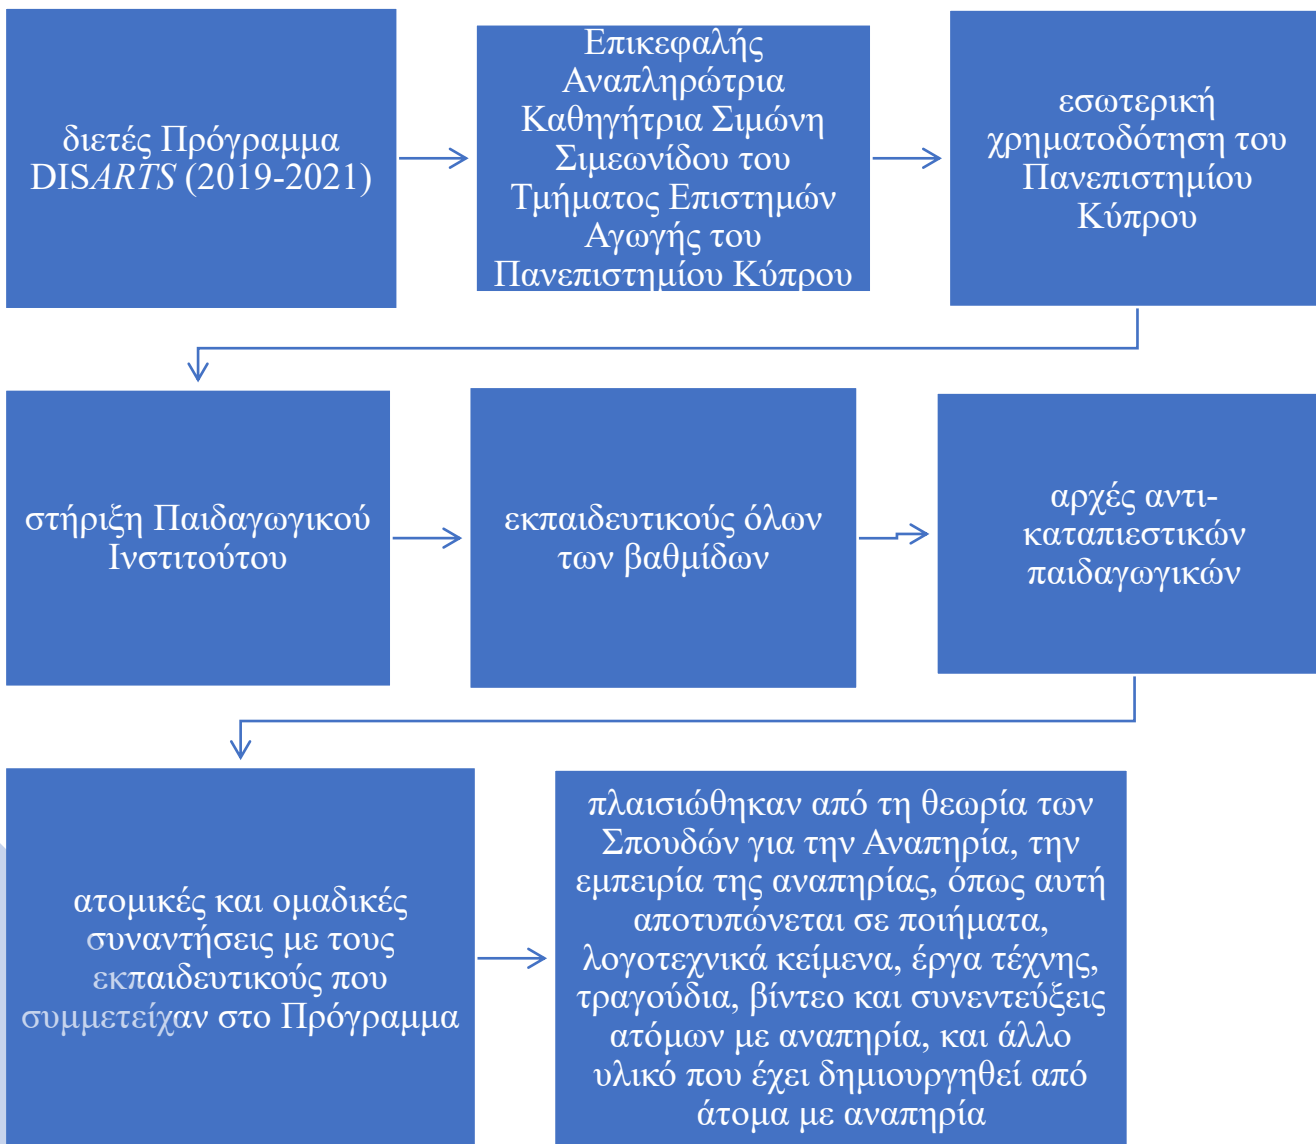 διετές Πρόγραμμα
DISARTS (2019-2021)
Επικεφαλής
Αναπληρώτρια
Καθηγήτρια Σιμώνη
Συμεωνίδου του
Τμήματος Επιστημών
Αγωγής του
Πανεπιστημίου Κύπρου
εσωτερική
χρηματοδότηση του
Πανεπιστημίου
Κύπρου
στήριξη Παιδαγωγικού
Ινστιτούτου
εκπαιδευτικούς όλων
των βαθμίδων
αρχές αντι-
καταπιεστικών
παιδαγωγικών
ατομικές και ομαδικές
συναντήσεις με τους
εκπαιδευτικούς που
συμμετείχαν στο Πρόγραμμα
πλαισιώθηκαν από τη θεωρία των
Σπουδών για την Αναπηρία, την
εμπειρία της αναπηρίας, όπως αυτή
αποτυπώνεται σε ποιήματα,
λογοτεχνικά κείμενα, έργα τέχνης,
τραγούδια, βίντεο και συνεντεύξεις
ατόμων με αναπηρία, και άλλο
υλικό που έχει δημιουργηθεί από
άτομα με αναπηρία